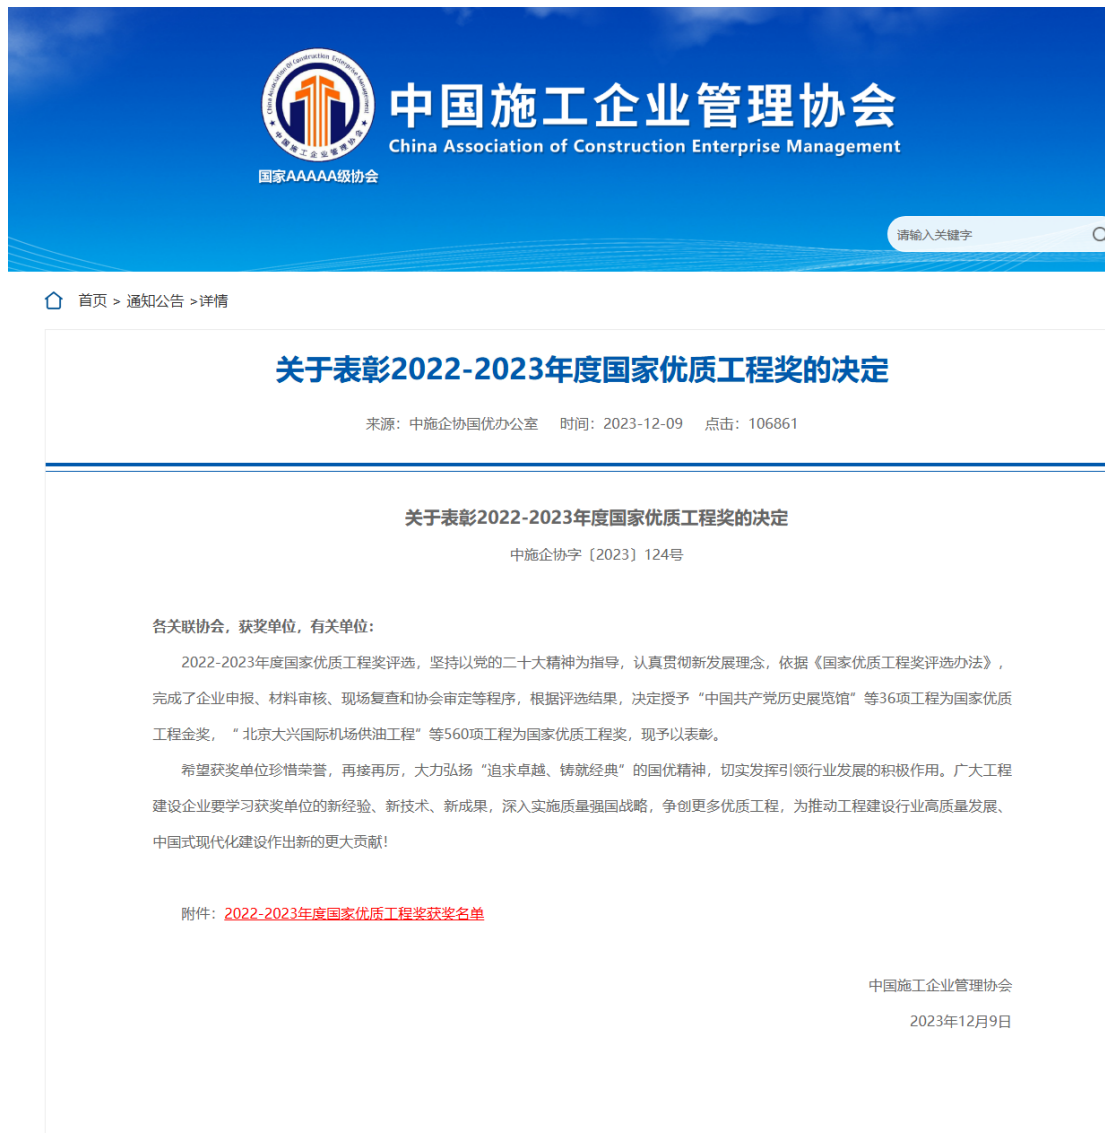 China Association Of Construction Enterprise Management
中国施工企业管理协会
国家AAAAA级协会
中国施工企业管理协会
China Association of Construction Enterprise Management
请输入关键字
首页 > 通知公告 >详情
关于表彰2022-2023年度国家优质工程奖的决定
来源：中施企协国优办公室 时间：2023-12-09 点击：106861
关于表彰2022-2023年度国家优质工程奖的决定
中施企协字〔2023〕124号
各关联协会，获奖单位，有关单位：
2022-2023年度国家优质工程奖评选，坚持以党的二十大精神为指导，认真贯彻新发展理念，依据《国家优质工程奖评选办法》，
完成了企业申报、材料审核、现场复查和协会审定等程序，根据评选结果，决定授予“中国共产党历史展览馆”等36项工程为国家优质
工程金奖，“ 北京大兴国际机场供油工程”等560项工程为国家优质工程奖，现予以表彰。
希望获奖单位珍惜荣誉，再接再厉，大力弘扬“追求卓越、铸就经典”的国优精神，切实发挥引领行业发展的积极作用。广大工程
建设企业要学习获奖单位的新经验、新技术、新成果，深入实施质量强国战略，争创更多优质工程，为推动工程建设行业高质量发展、
中国式现代化建设作出新的更大贡献！
附件：2022-2023年度国家优质工程奖获奖名单
中国施工企业管理协会
2023年12月9日